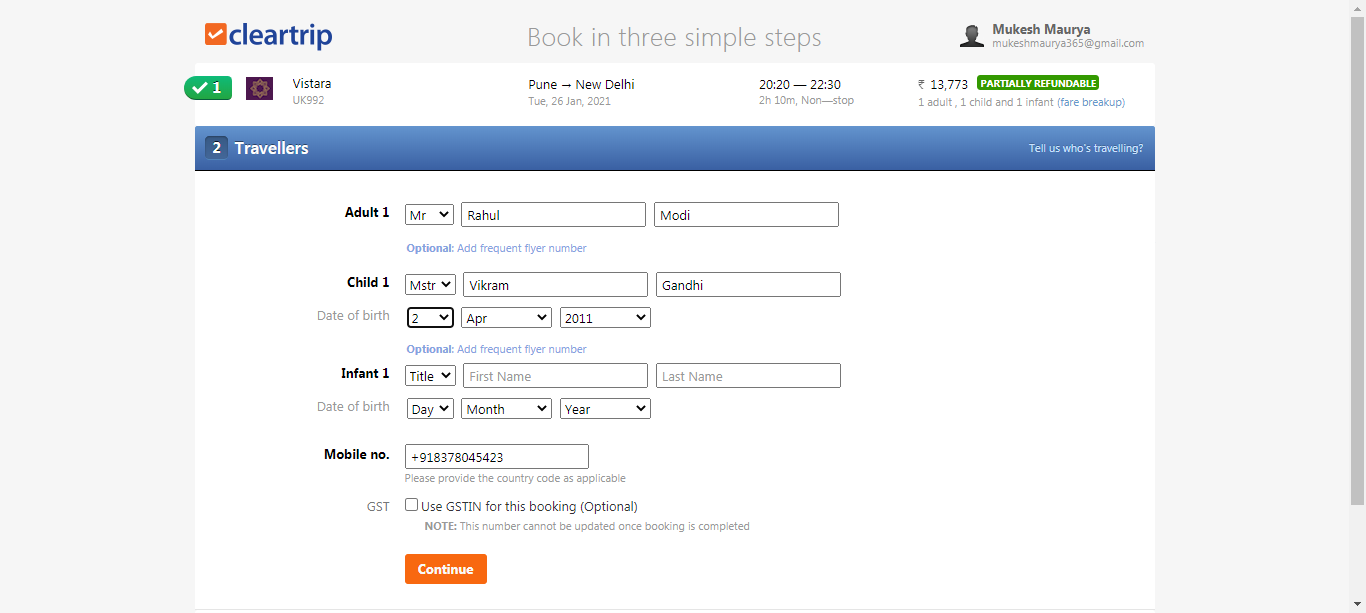 cleartrip
Book in three simple steps
Mukesh Maurya
mukeshmaurya365@gmail.com
1
Vistara
UK992
Pune → New Delhi
Tue, 26 Jan, 2021
20:20 — 22:30
2h 10m, Non—stop
₹ 13,773 PARTIALLY REFUNDABLE
1 adult , 1 child and 1 infant (fare breakup)
2 Travellers
Tell us who's travelling?
Adult 1 Mr Rahul Modi
Optional: Add frequent flyer number
Child 1 Mstr Vikram Gandhi
Date of birth 2 Apr 2011
Optional: Add frequent flyer number
Infant 1 Title First Name Last Name
Date of birth Day Month Year
Mobile no. +918378045423
Please provide the country code as applicable
GST Use GSTIN for this booking (Optional)
NOTE: This number cannot be updated once booking is completed
Continue